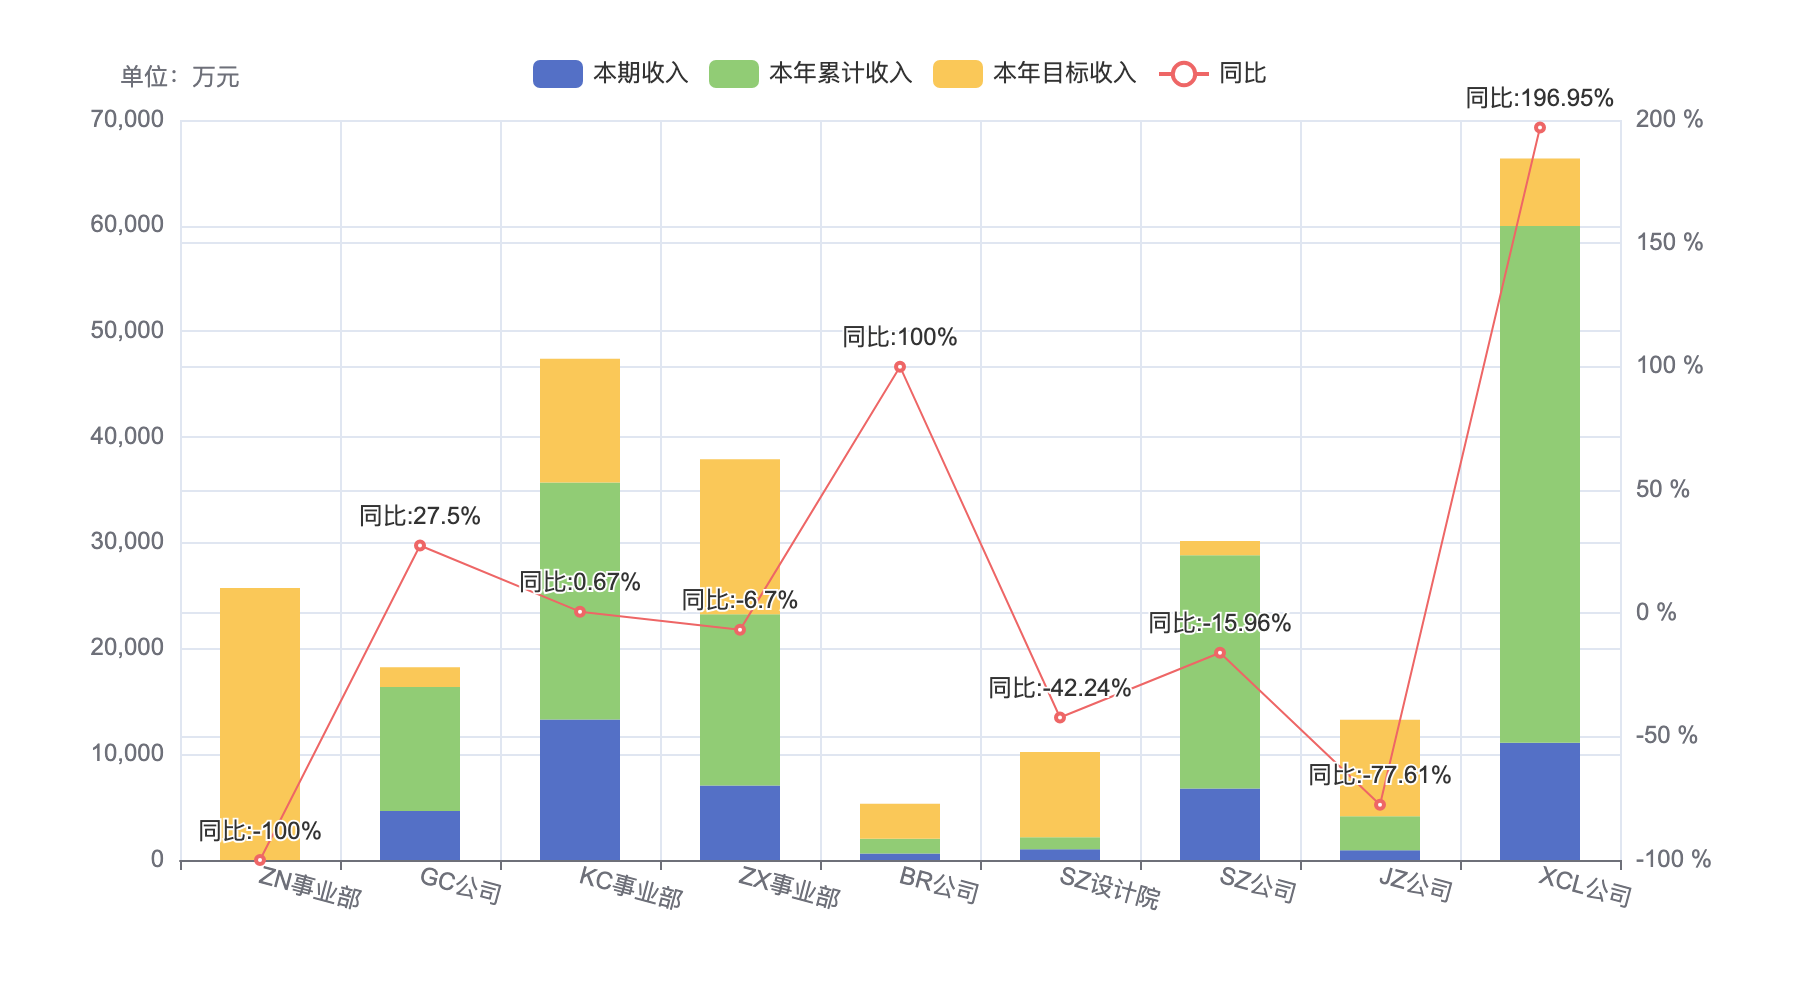 单位：万元
本期收入 本年累计收入 本年目标收入 同比
同比:196.95%
70,000 200 %
60,000 150 %
50,000 100 %
同比:100%
40,000 50 %
同比:27.5%
30,000 0 %
同比:0.67%
同比:-6.7%
同比:-15.96%
20,000 -50 %
同比:-42.24%
10,000
同比:-77.61%
同比:-100%
0 -100 %
ZN事业部 GC公司 KC事业部 ZX事业部 BR公司 SZ设计院 SZ公司 JZ公司 XCL公司